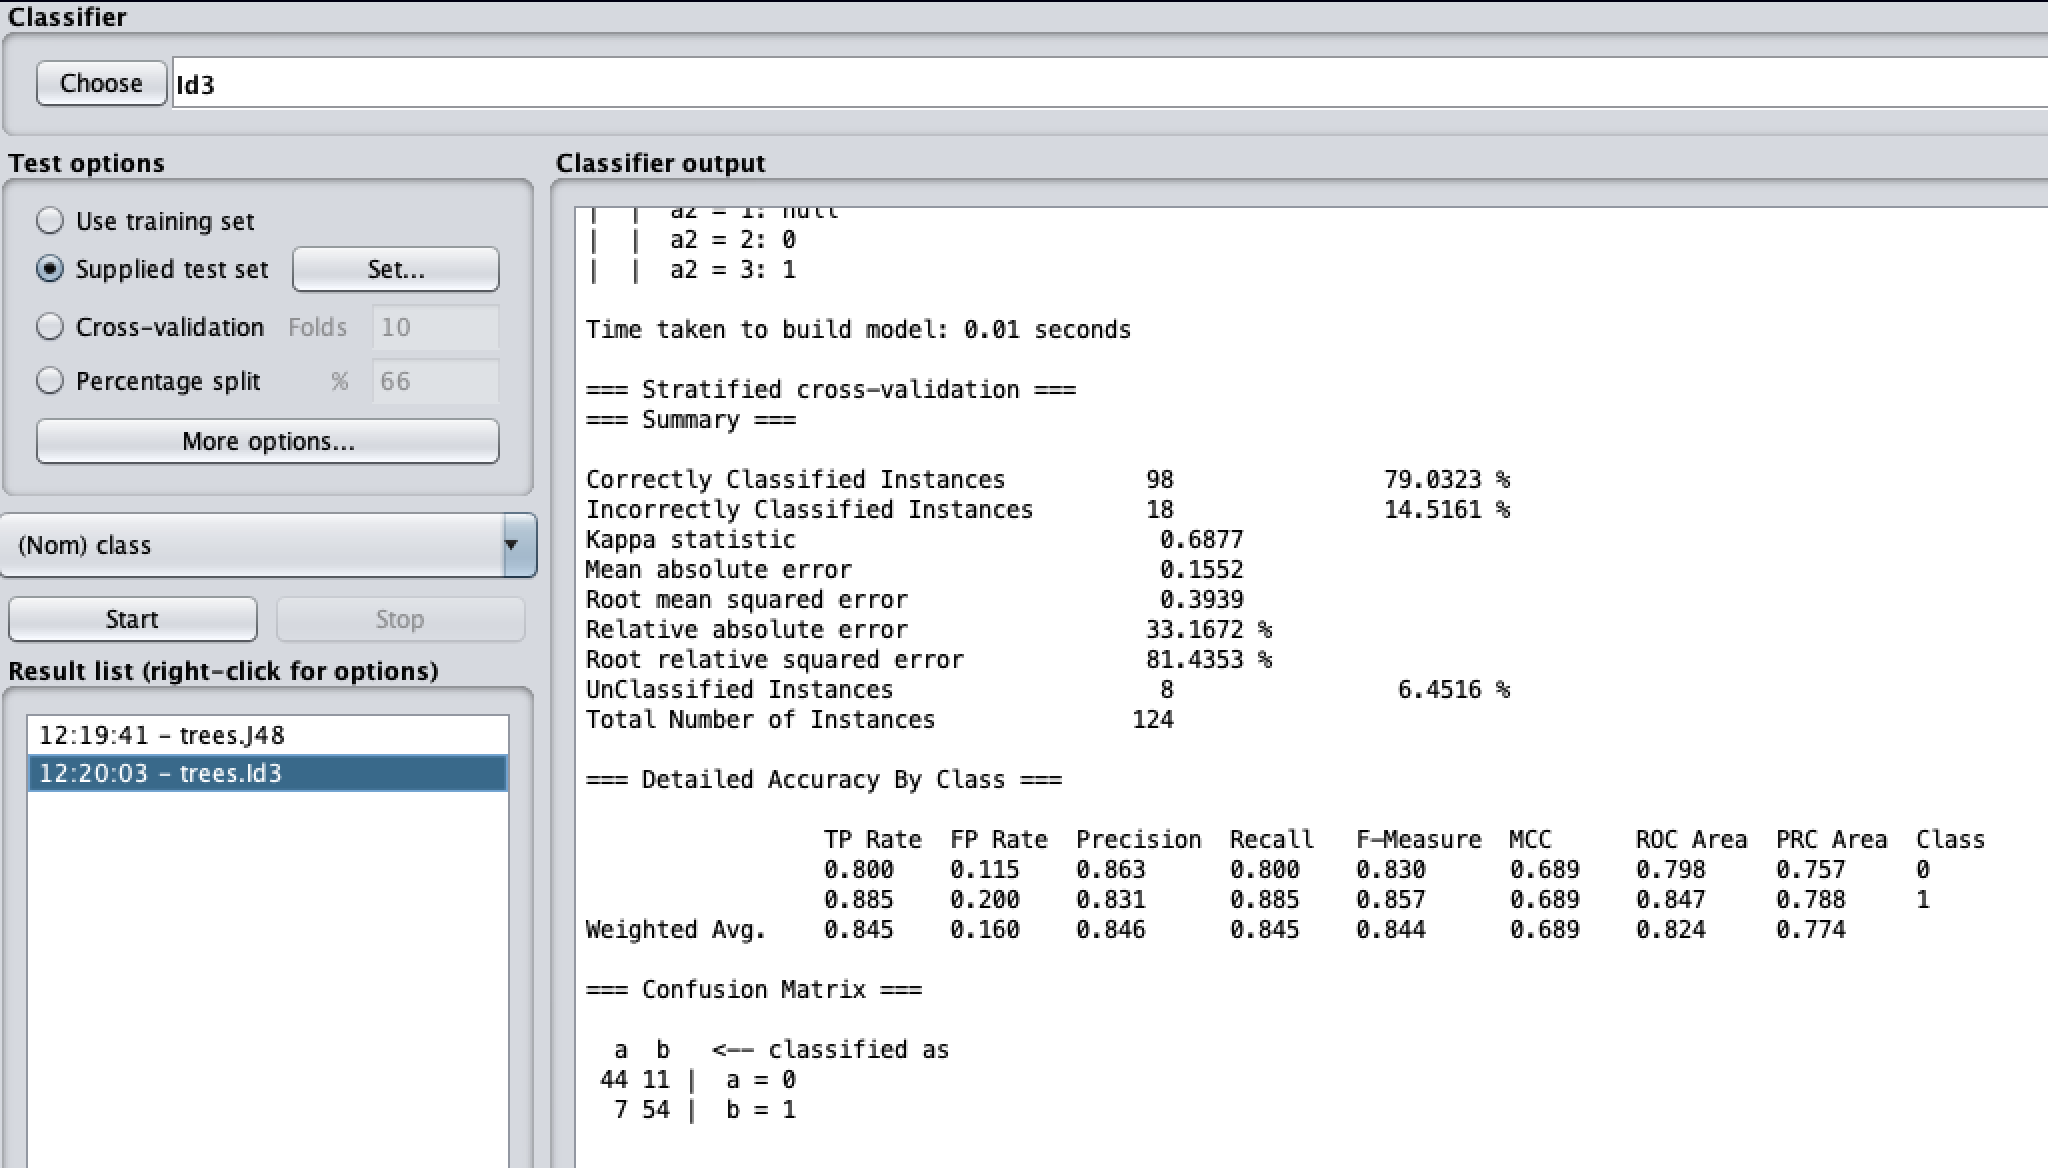 Classifier
Choose Id3
Test options
Use training set
Supplied test set Set...
Cross-validation Folds 10
Percentage split % 66
More options...
(Nom) class
Start Stop
Result list (right-click for options)
12:19:41 - trees.J48
12:20:03 - trees.Id3
Classifier output
|  |  a2 = 1: null
|  |  a2 = 2: 0
|  |  a2 = 3: 1
Time taken to build model: 0.01 seconds
=== Stratified cross-validation ===
=== Summary ===
Correctly Classified Instances 98 79.0323 %
Incorrectly Classified Instances 18 14.5161 %
Kappa statistic 0.6877
Mean absolute error 0.1552
Root mean squared error 0.3939
Relative absolute error 33.1672 %
Root relative squared error 81.4353 %
UnClassified Instances 8 6.4516 %
Total Number of Instances 124
=== Detailed Accuracy By Class ===
TP Rate FP Rate Precision Recall F-Measure MCC ROC Area PRC Area Class
0.800 0.115 0.863 0.800 0.830 0.689 0.798 0.757 0
0.885 0.200 0.831 0.885 0.857 0.689 0.847 0.788 1
Weighted Avg. 0.845 0.160 0.846 0.845 0.844 0.689 0.824 0.774
=== Confusion Matrix ===
a b <-- classified as
44 11 | a = 0
7 54 | b = 1